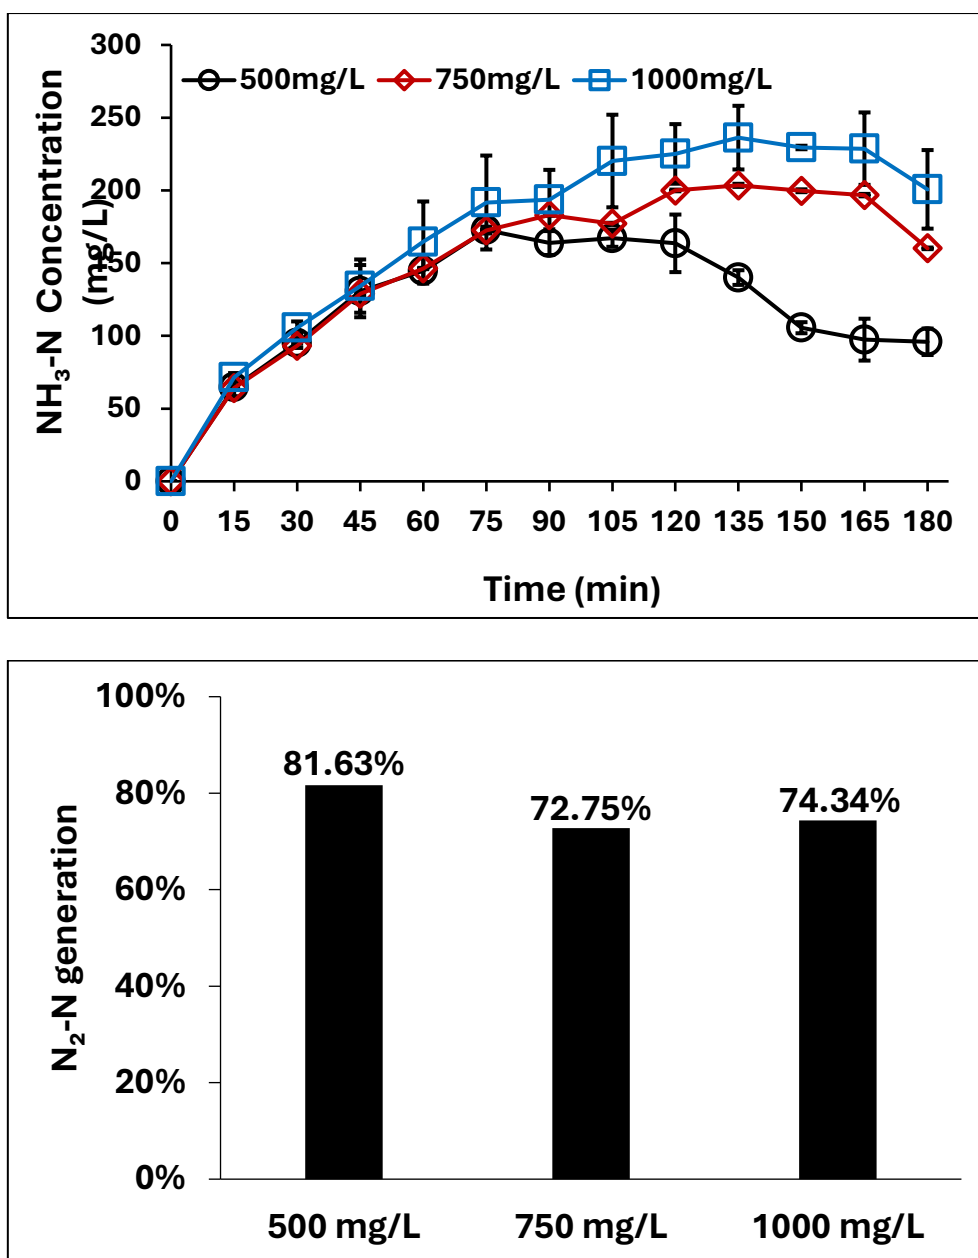 300
250
200
150
100
50
0
NH₃-N Concentration
(mg/L)
500mg/L 750mg/L 1000mg/L
0 15 30 45 60 75 90 105 120 135 150 165 180
Time (min)
100%
80%
60%
40%
20%
0%
N₂-N generation
81.63%
72.75%
74.34%
500 mg/L 750 mg/L 1000 mg/L